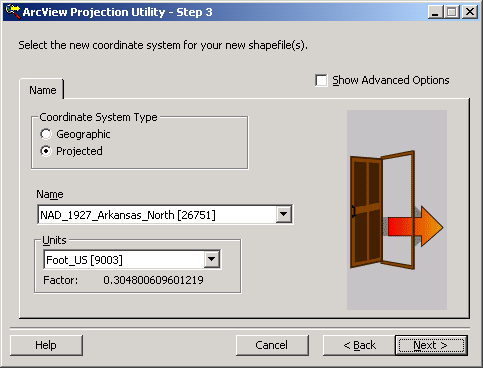 ArcView Projection Utility - Step 3
Select the new coordinate system for your new shapefile(s).
Show Advanced Options
Name
Coordinate System Type
Geographic
Projected
Name
NAD_1927_Arkansas_North [26751]
Units
Foot_US [9003]
Factor: 0.304800609601219
Help
Cancel
< Back
Next >